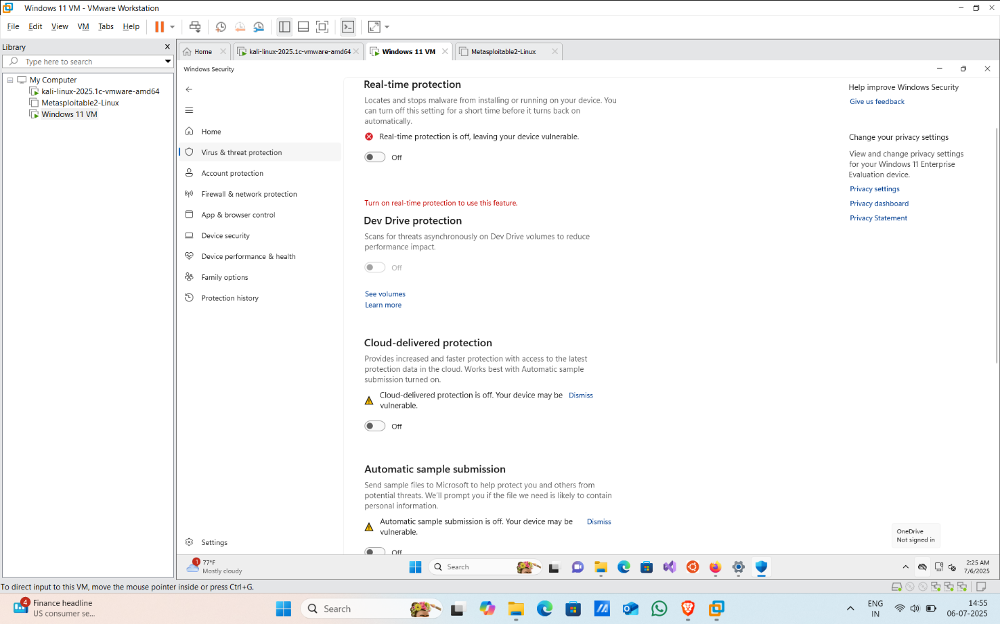 Windows 11 VM - VMware Workstation
File Edit View VM Tabs Help
Library
Type here to search
My Computer
kali-linux-2025.1c-vmware-amd64
Metasploitable2-Linux
Windows 11 VM
Home
kali-linux-2025.1c-vmware-amd64
Windows 11 VM
Metasploitable2-Linux
Windows Security
Home
Virus & threat protection
Account protection
Firewall & network protection
App & browser control
Device security
Device performance & health
Family options
Protection history
Settings
Real-time protection
Locates and stops malware from installing or running on your device. You
can turn off this setting for a short time before it turns back on
automatically.
Real-time protection is off, leaving your device vulnerable.
Off
Turn on real-time protection to use this feature.
Dev Drive protection
Scans for threats asynchronously on Dev Drive volumes to reduce
performance impact.
Off
See volumes
Learn more
Cloud-delivered protection
Provides increased and faster protection with access to the latest
protection data in the cloud. Works best with Automatic sample
submission turned on.
Cloud-delivered protection is off. Your device may be Dismiss
vulnerable.
Off
Automatic sample submission
Send sample files to Microsoft to help protect you and others from
potential threats. We'll prompt you if the file we need is likely to contain
personal information.
Automatic sample submission is off. Your device may be Dismiss
vulnerable.
Off
Help improve Windows Security
Give us feedback
Change your privacy settings
View and change privacy settings
for your Windows 11 Enterprise
Evaluation device.
Privacy settings
Privacy dashboard
Privacy Statement
OneDrive
Not signed in
1
77°F
Mostly cloudy
Search
2:25 AM
7/6/2025
To direct input to this VM, move the mouse pointer inside or press Ctrl+G.
4
Finance headline
US consumer se...
Search
ENG
IN
14:55
06-07-2025